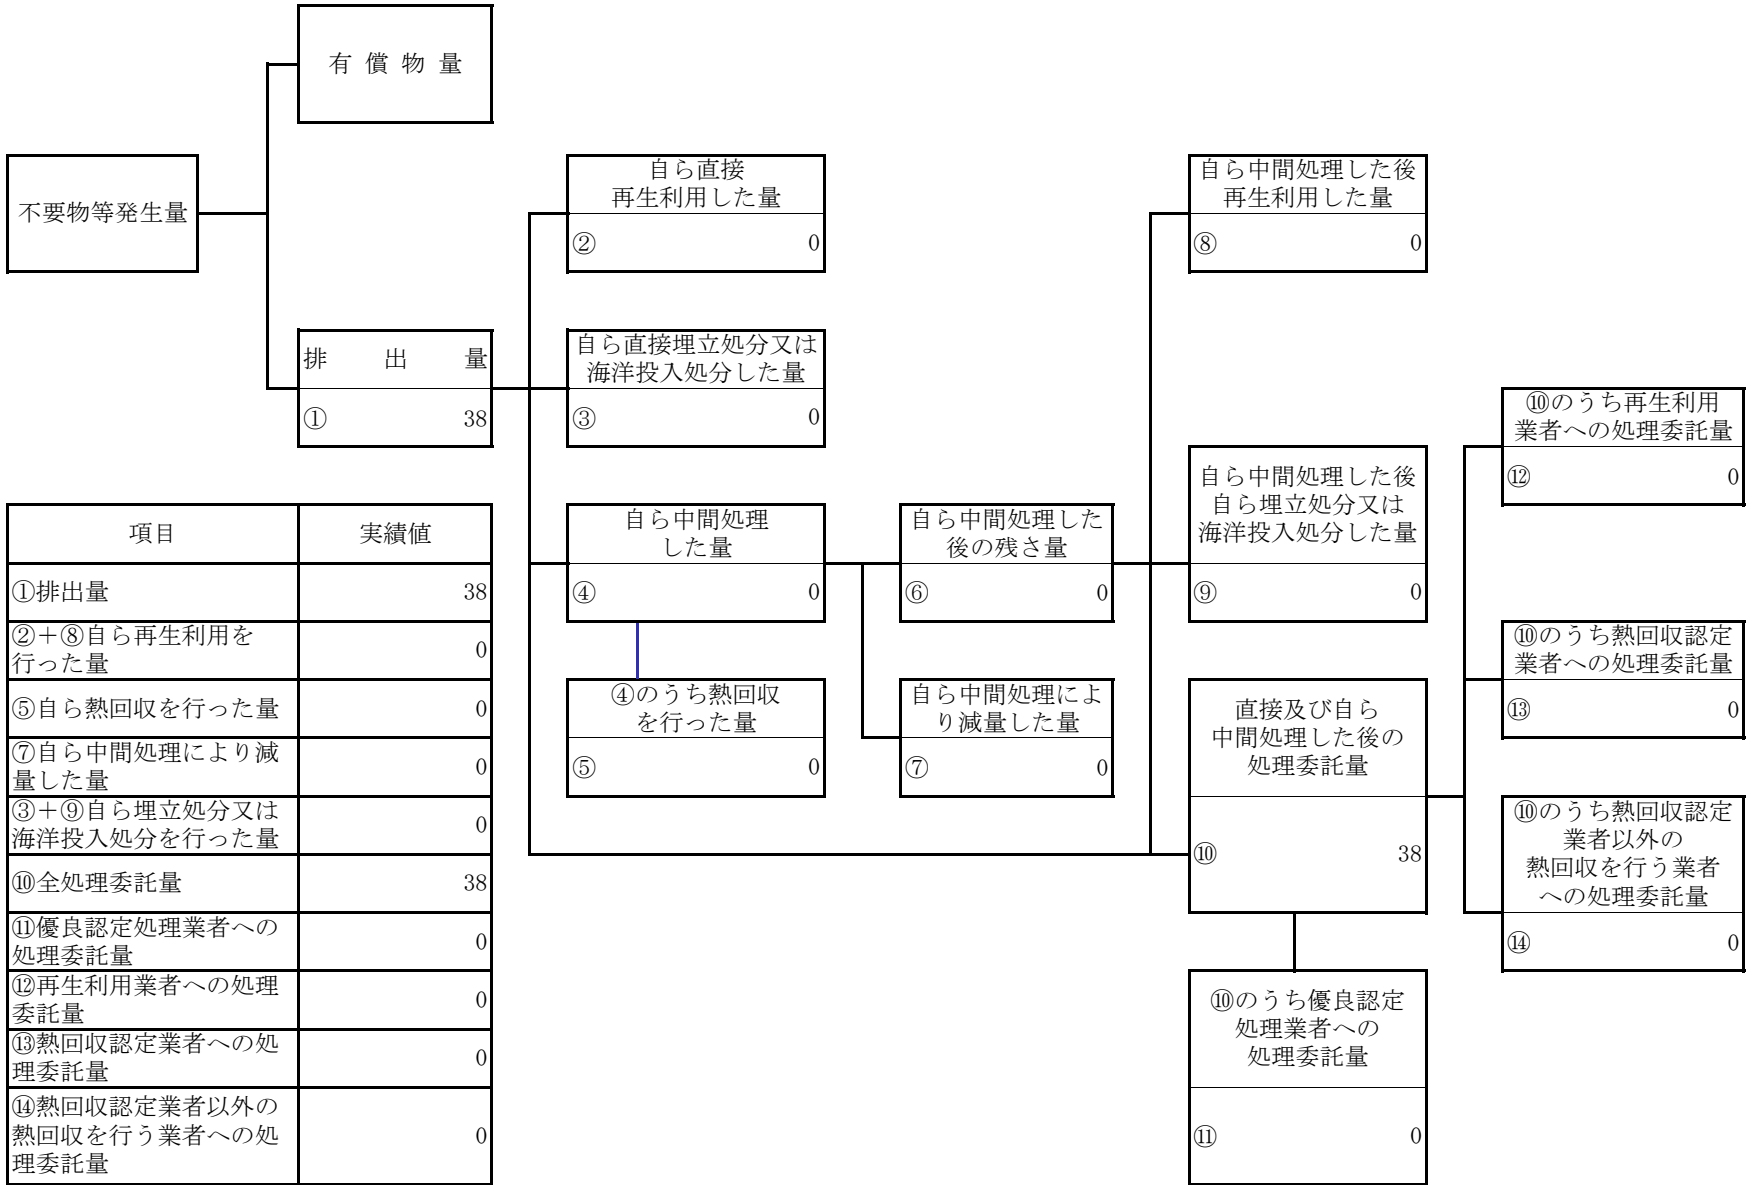 有 償 物 量
不要物等発生量
自ら直接
再生利用した量
② 0
自ら中間処理した後
再生利用した量
⑧ 0
排 出 量
① 38
自ら直接埋立処分又は
海洋投入処分した量
③ 0
⑩のうち再生利用
業者への処理委託量
⑫ 0
自ら中間処理した後
自ら埋立処分又は
海洋投入処分した量
⑨ 0
自ら中間処理
した量
④ 0
自ら中間処理した
後の残さ量
⑥ 0
⑩のうち熱回収認定
業者への処理委託量
⑬ 0
④のうち熱回収
を行った量
⑤ 0
自ら中間処理によ
り減量した量
⑦ 0
直接及び自ら
中間処理した後の
処理委託量
⑩ 38
⑩のうち熱回収認定
業者以外の
熱回収を行う業者
への処理委託量
⑭ 0
⑩のうち優良認定
処理業者への
処理委託量
⑪ 0
項目 実績値
①排出量 38
②＋⑧自ら再生利用を
行った量 0
⑤自ら熱回収を行った量 0
⑦自ら中間処理により減
量した量 0
③＋⑨自ら埋立処分又は
海洋投入処分を行った量 0
⑩全処理委託量 38
⑪優良認定処理業者への
処理委託量 0
⑫再生利用業者への処理
委託量 0
⑬熱回収認定業者への処
理委託量 0
⑭熱回収認定業者以外の
熱回収を行う業者への処
理委託量 0